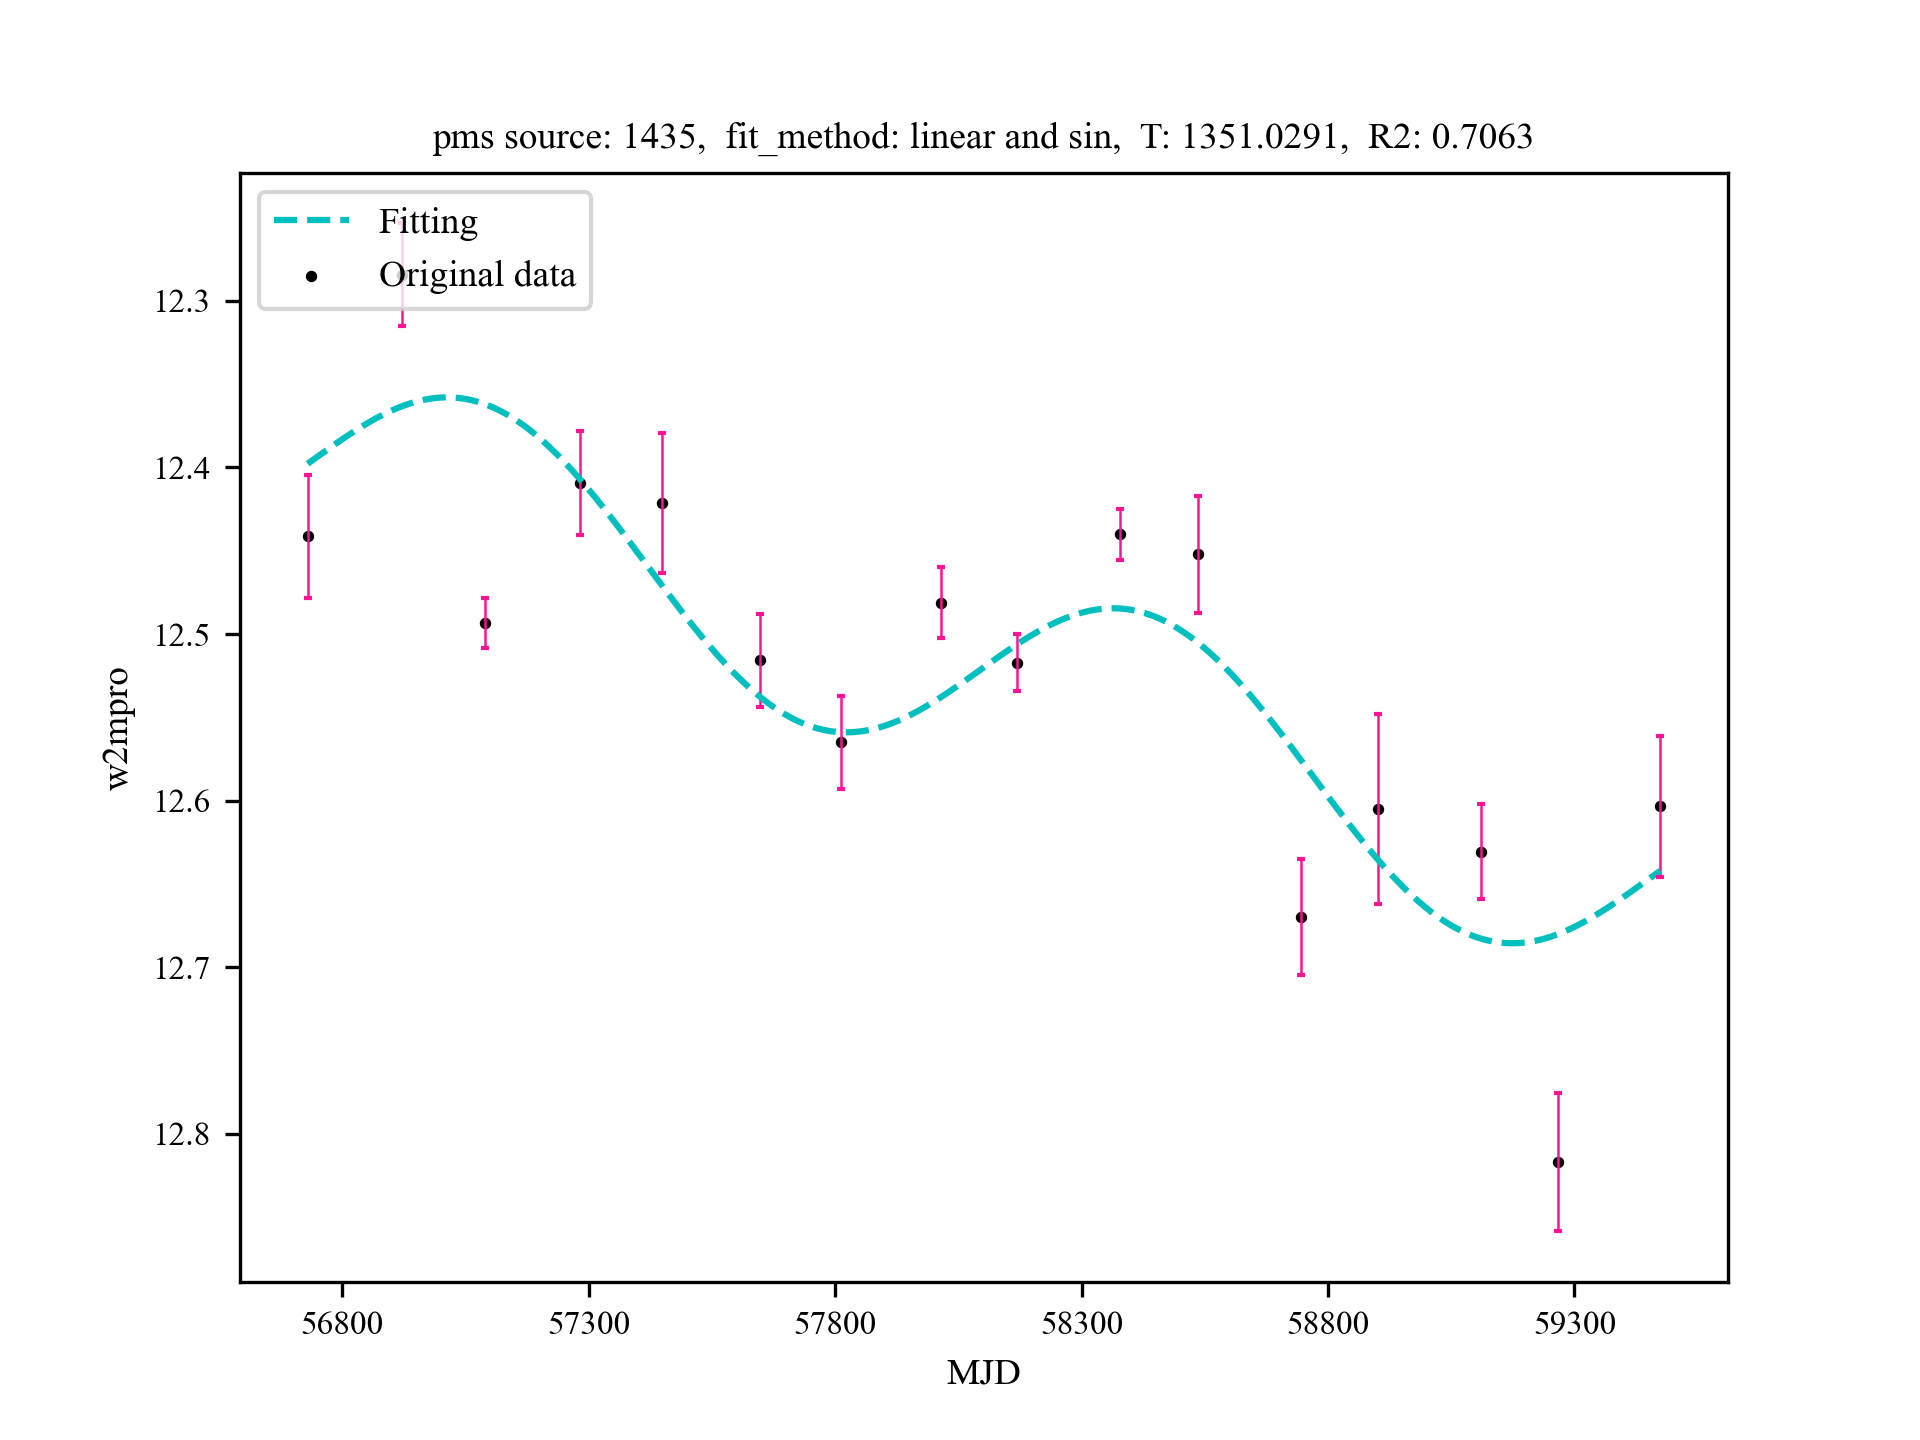 pms source: 1435, fit_method: linear and sin, T: 1351.0291, R2: 0.7063
Fitting
Original data
12.3
12.4
12.5
12.6
12.7
12.8
w2mpro
56800 57300 57800 58300 58800 59300
MJD